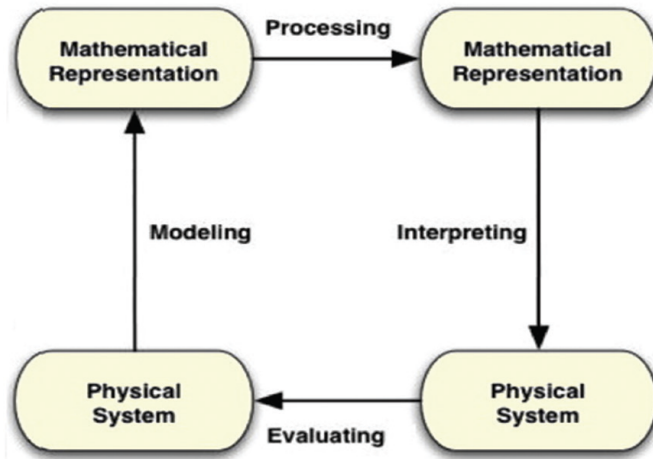 Processing
Mathematical
Representation
Mathematical
Representation
Modeling
Interpreting
Physical
System
Physical
System
Evaluating